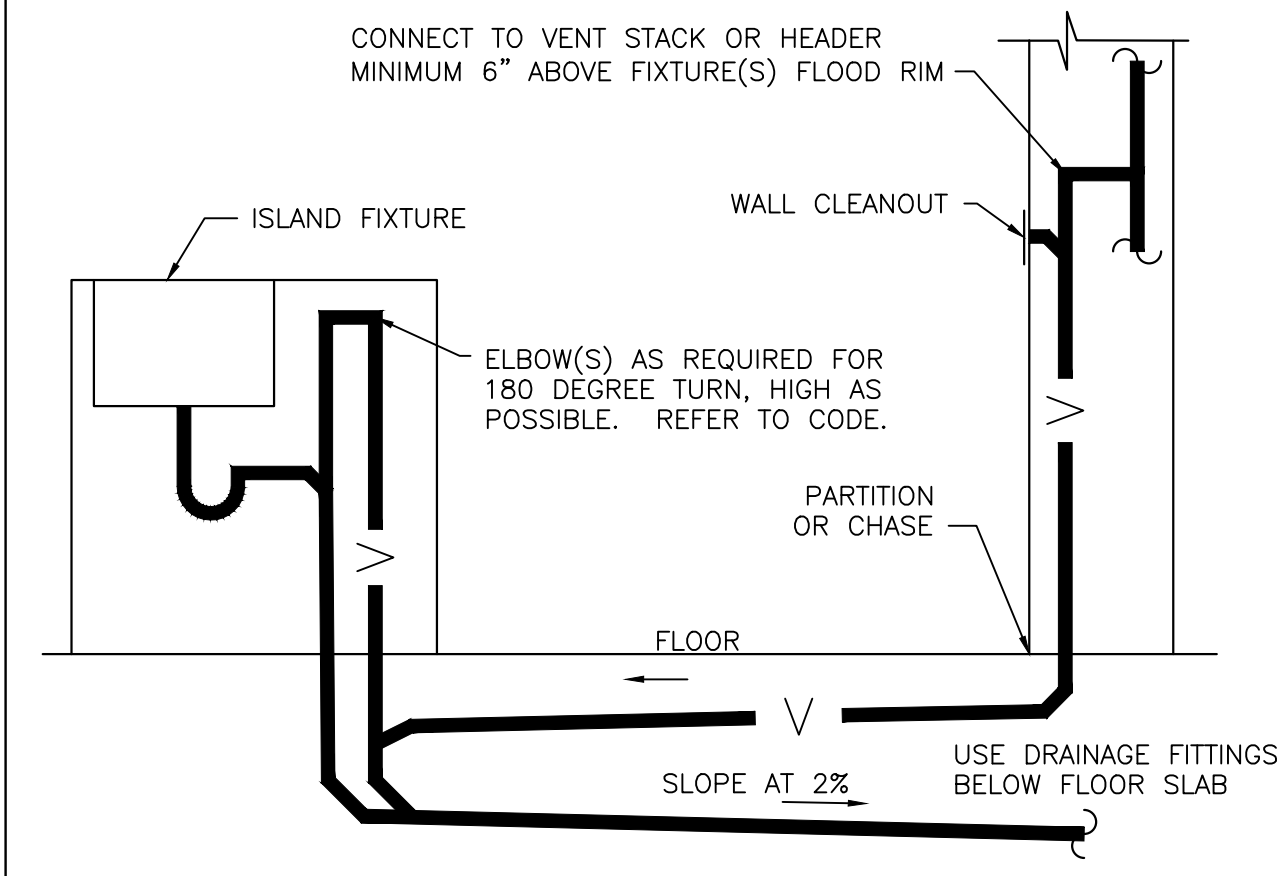 CONNECT TO VENT STACK OR HEADER
MINIMUM 6" ABOVE FIXTURE(S) FLOOD RIM
WALL CLEANOUT
ISLAND FIXTURE
ELBOW(S) AS REQUIRED FOR
180 DEGREE TURN, HIGH AS
POSSIBLE. REFER TO CODE.
V
PARTITION
OR CHASE
V
FLOOR
V
USE DRAINAGE FITTINGS
BELOW FLOOR SLAB
SLOPE AT 2%